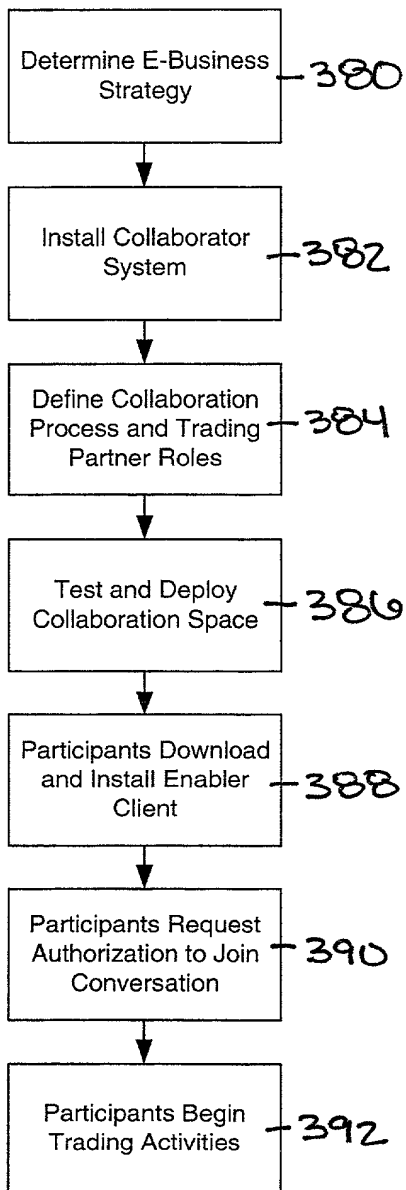 Determine E-Business
Strategy
380
Install Collaborator
System
382
Define Collaboration
Process and Trading
Partner Roles
384
Test and Deploy
Collaboration Space
386
Participants Download
and Install Enabler
Client
388
Participants Request
Authorization to Join
Conversation
390
Participants Begin
Trading Activities
392